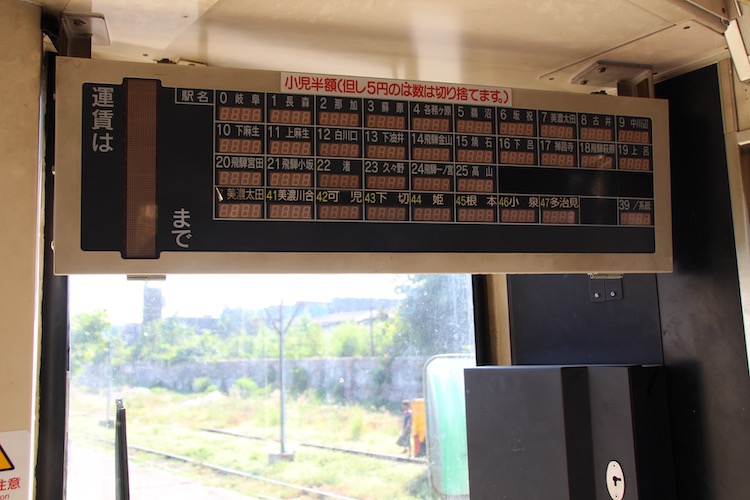 小児半額(但し5円のは数は切り捨てます。)
運賃は
まで
駅名 0 岐阜 1 長森 2 那加 3 蘇原 4 各務ヶ原 5 鵜沼 6 坂祝 7 美濃太田 8 古井 9 中川辺
10 下麻生 11 上麻生 12 白川口 13 下油井 14 飛騨金山 15 焼石 16 下呂 17 禅昌寺 18 飛騨萩原 19 上呂
20 飛騨宮田 21 飛騨小坂 22 渚 23 久々野 24 飛騨一ノ宮 25 高山
美濃太田 41 美濃川合 42 可児 43 下切 44 姫 45 根本 46 小泉 47 多治見 39 /系統
注意